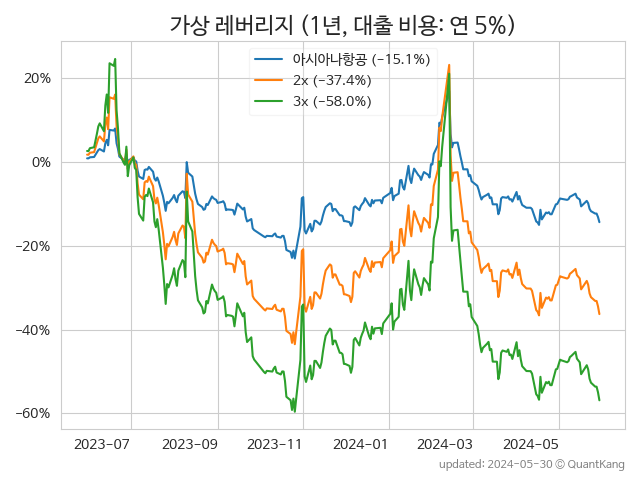 가상 레버리지 (1년, 대출 비용: 연 5%)
아시아나항공 (−15.1%)
2x (−37.4%)
3x (−58.0%)
20%
0%
−20%
−40%
−60%
2023-07 2023-09 2023-11 2024-01 2024-03 2024-05
updated: 2024-05-30 © QuantKang